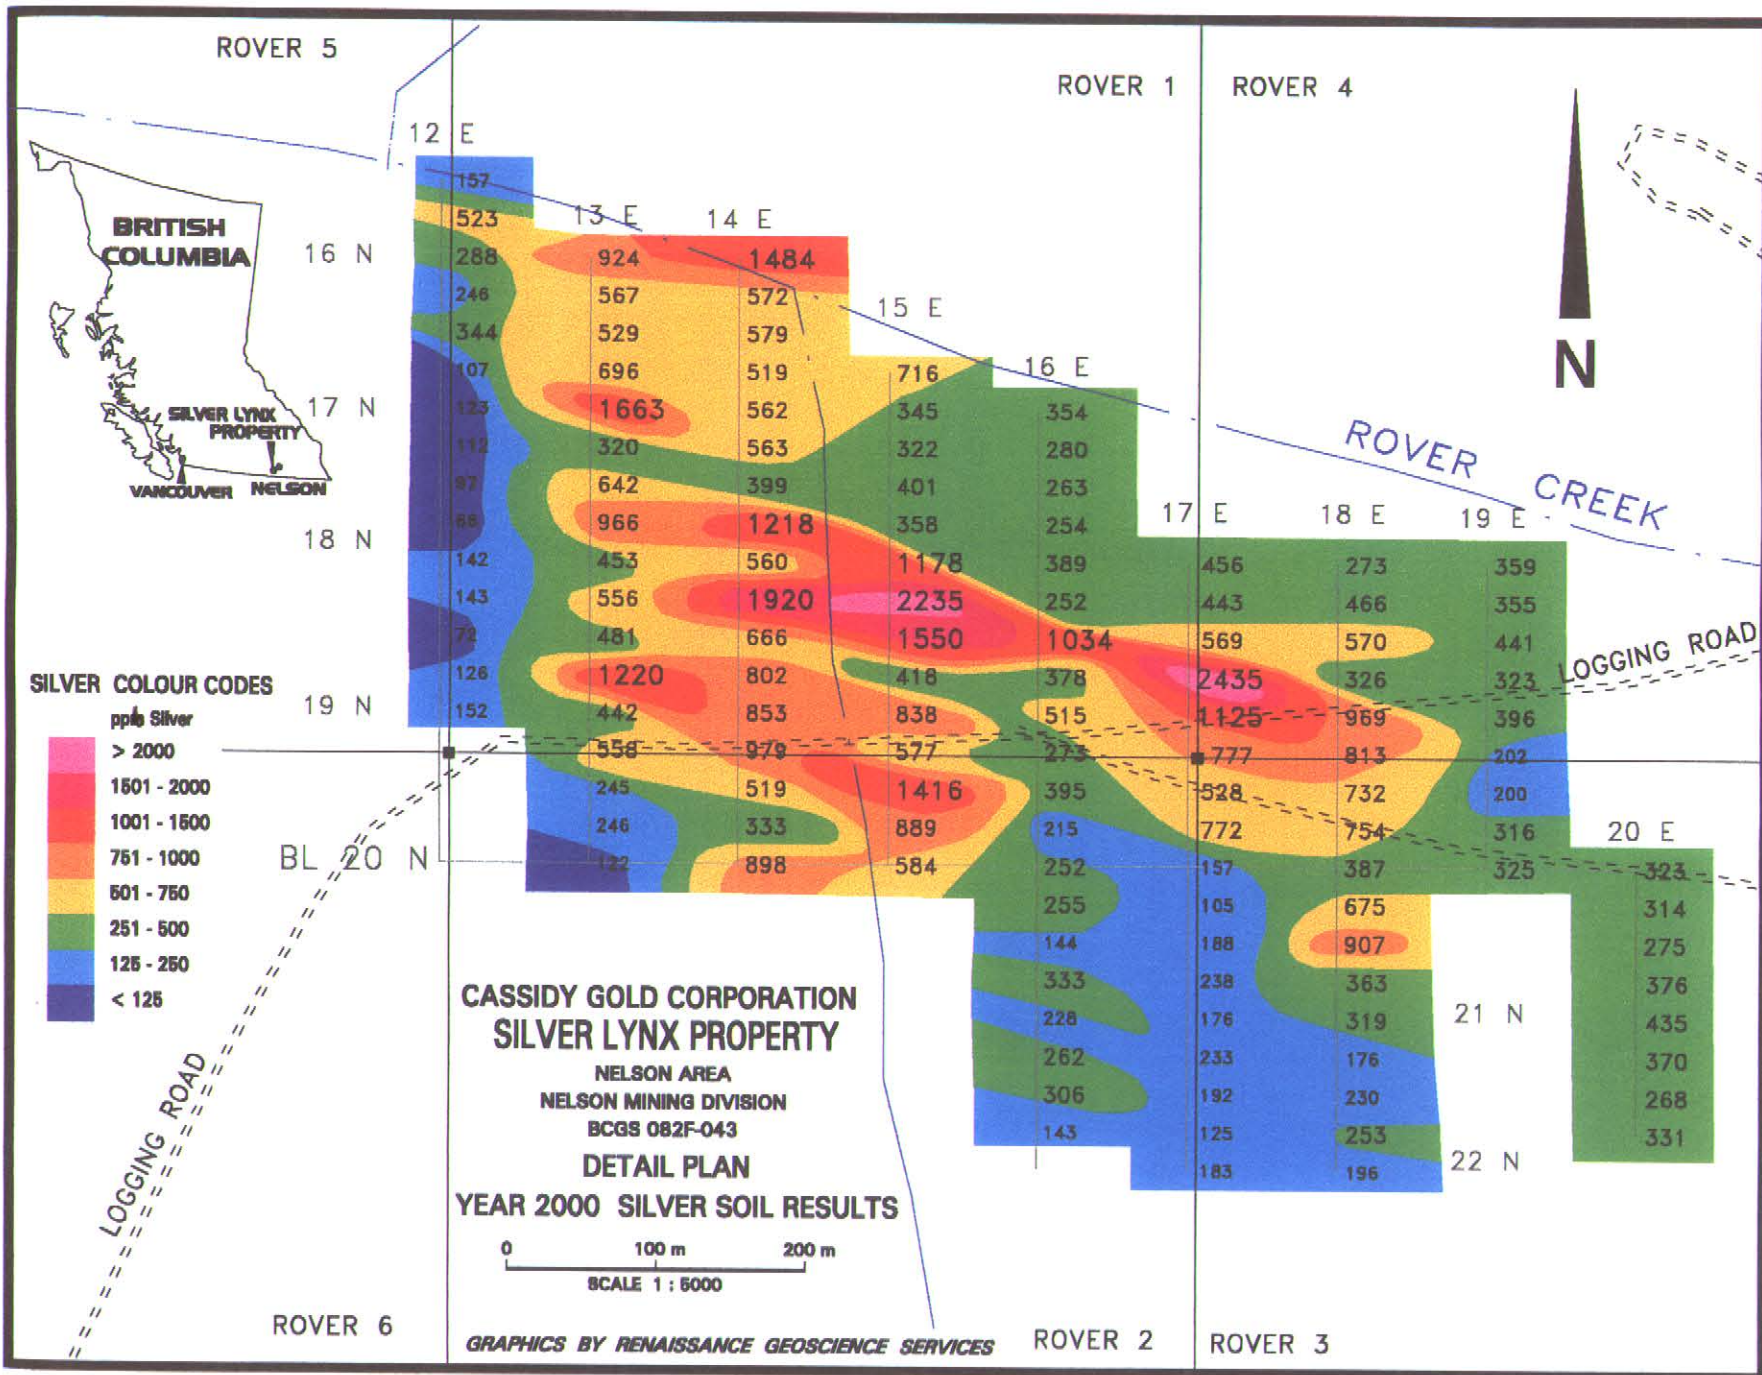 ROVER 5
ROVER 1
ROVER 4
12 E
157
523
13 E
14 E
BRITISH
COLUMBIA
16 N
288
924
1484
246
567
572
15 E
344
529
579
16 E
107
696
519
716
N
17 N
123
1663
562
345
354
SILVER LYNX
PROPERTY
112
320
563
322
280
ROVER CREEK
VANCOUVER
NELSON
97
642
399
401
263
17 E
18 E
19 E
18 N
966
1218
358
254
142
453
560
1178
389
456
273
359
143
556
1920
2235
252
443
466
355
72
481
666
1550
1034
569
570
441
LOGGING ROAD
126
1220
802
418
378
2435
326
323
19 N
152
442
853
838
515
1125
969
396
558
979
577
273
777
813
202
245
519
1416
395
528
732
200
246
333
889
215
772
754
316
20 E
BL 20 N
122
898
584
252
157
387
325
323
255
105
675
314
144
188
907
275
333
238
363
376
228
176
319
21 N
435
262
233
176
370
306
192
230
268
143
125
253
331
183
196
22 N
SILVER COLOUR CODES
Silver
> 2000
1501 - 2000
1001 - 1500
751 - 1000
501 - 750
251 - 500
125 - 250
< 125
LOGGING ROAD
CASSIDY GOLD CORPORATION
SILVER LYNX PROPERTY
NELSON AREA
NELSON MINING DIVISION
BCGS 082F-043
DETAIL PLAN
YEAR 2000 SILVER SOIL RESULTS
0 100 m 200 m
SCALE 1 : 5000
ROVER 6
GRAPHICS BY RENAISSANCE GEOSCIENCE SERVICES
ROVER 2
ROVER 3